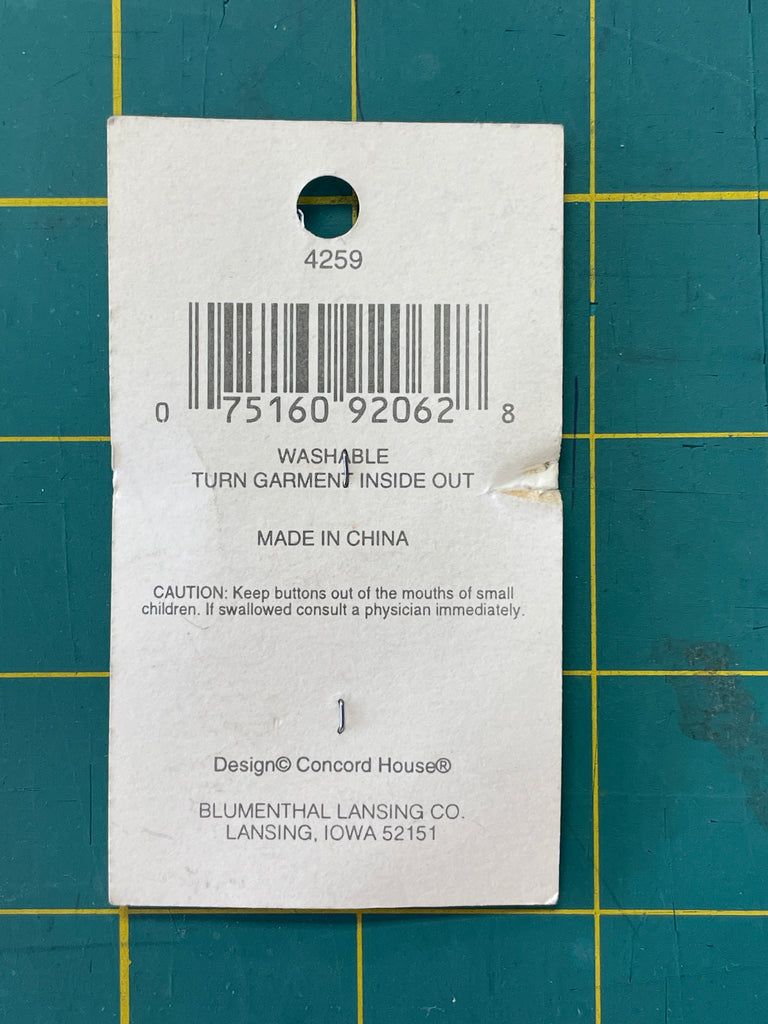 4259
0 75160 92062 8
WASHABLE
TURN GARMENT INSIDE OUT
MADE IN CHINA
CAUTION: Keep buttons out of the mouths of small
children. If swallowed consult a physician immediately.
Design© Concord House®
BLUMENTHAL LANSING CO.
LANSING, IOWA 52151